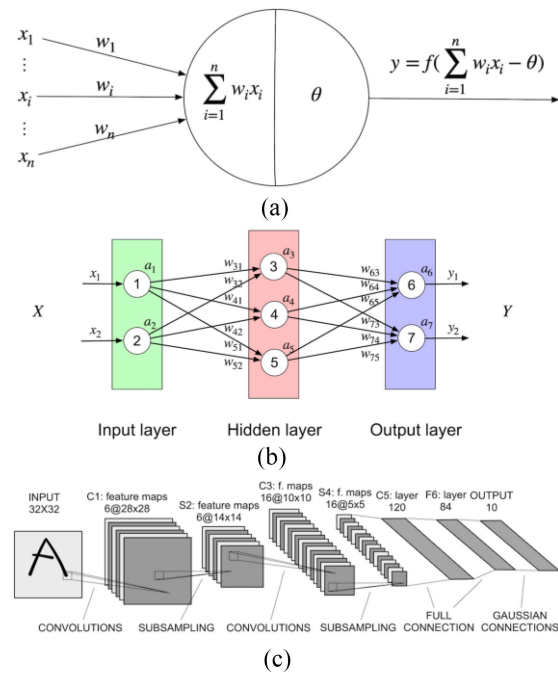 x₁ w₁
⋮
xᵢ wᵢ
⋮
xₙ wₙ
∑ⁿᵢ₌₁ wᵢxᵢ θ
y = f(∑ⁿᵢ₌₁ wᵢxᵢ − θ)
(a)
X
x₁ 1 a₁
x₂ 2 a₂
w₃₁
w₃₂
w₄₁
w₄₂
w₅₁
w₅₂
3 a₃
4 a₄
5 a₅
w₆₃
w₆₄
w₆₅
w₇₃
w₇₄
w₇₅
6 a₆ y₁
7 a₇ y₂
Y
Input layer Hidden layer Output layer
(b)
INPUT
32X32
C1: feature maps
6@28x28
S2: f. maps
6@14x14
C3: f. maps
16@10x10
S4: f. maps
16@5x5
C5: layer
120
F6: layer
84
OUTPUT
10
A
CONVOLUTIONS SUBSAMPLING CONVOLUTIONS SUBSAMPLING FULL CONNECTION GAUSSIAN CONNECTIONS
(c)